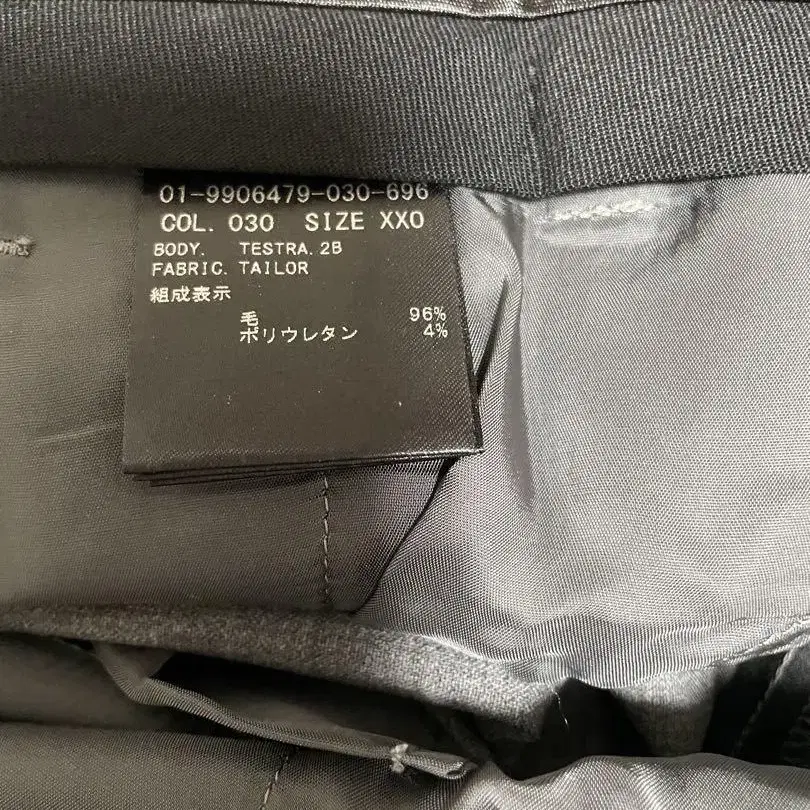 01-9906479-030-696
COL. 030 SIZE XXO
BODY. TESTRA. 2B
FABRIC. TAILOR
組成表示
毛 96%
ポリウレタン 4%